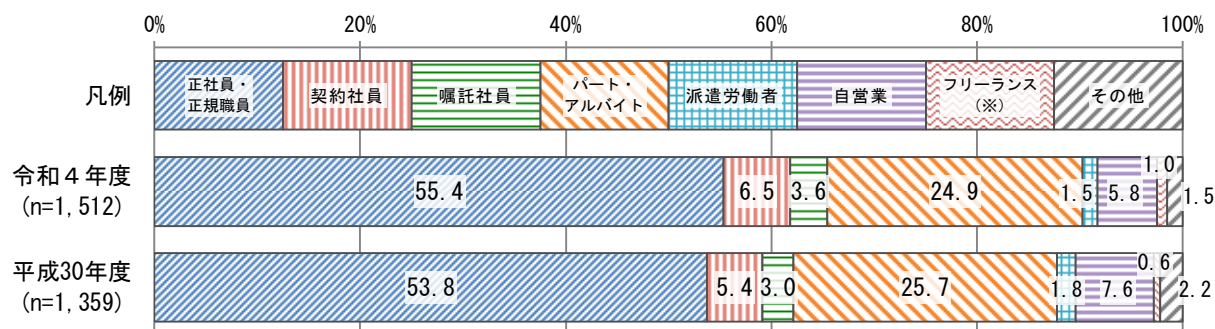 0% 20% 40% 60% 80% 100%
凡例
正社員・
正規職員
契約社員
嘱託社員
パート・
アルバイト
派遣労働者
自営業
フリーランス
(※)
その他
令和４年度
(n=1,512)
55.4 6.5 3.6 24.9 1.5 5.8 1.0 1.5
平成30年度
(n=1,359)
53.8 5.4 3.0 25.7 1.8 7.6 0.6 2.2